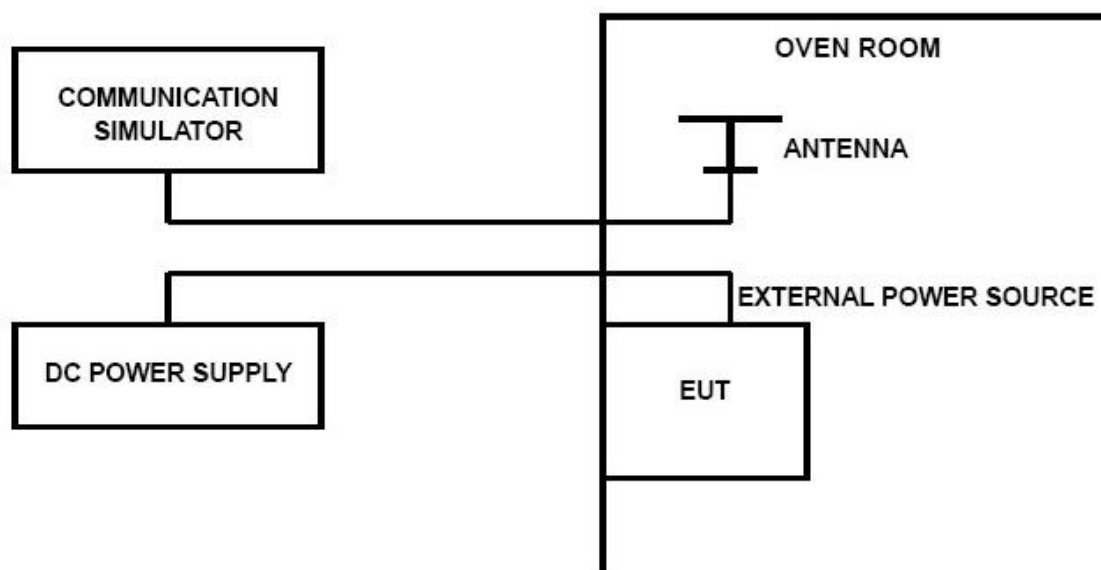 OVEN ROOM
COMMUNICATION
SIMULATOR
ANTENNA
EXTERNAL POWER SOURCE
DC POWER SUPPLY
EUT